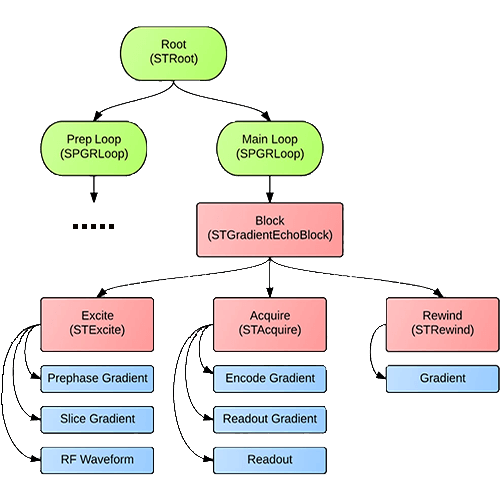 Root
(STRoot)
Prep Loop
(SPGRLoop)
Main Loop
(SPGRLoop)
Block
(STGradientEchoBlock)
Excite
(STExcite)
Acquire
(STAcquire)
Rewind
(STRewind)
Prephase Gradient
Encode Gradient
Gradient
Slice Gradient
Readout Gradient
RF Waveform
Readout